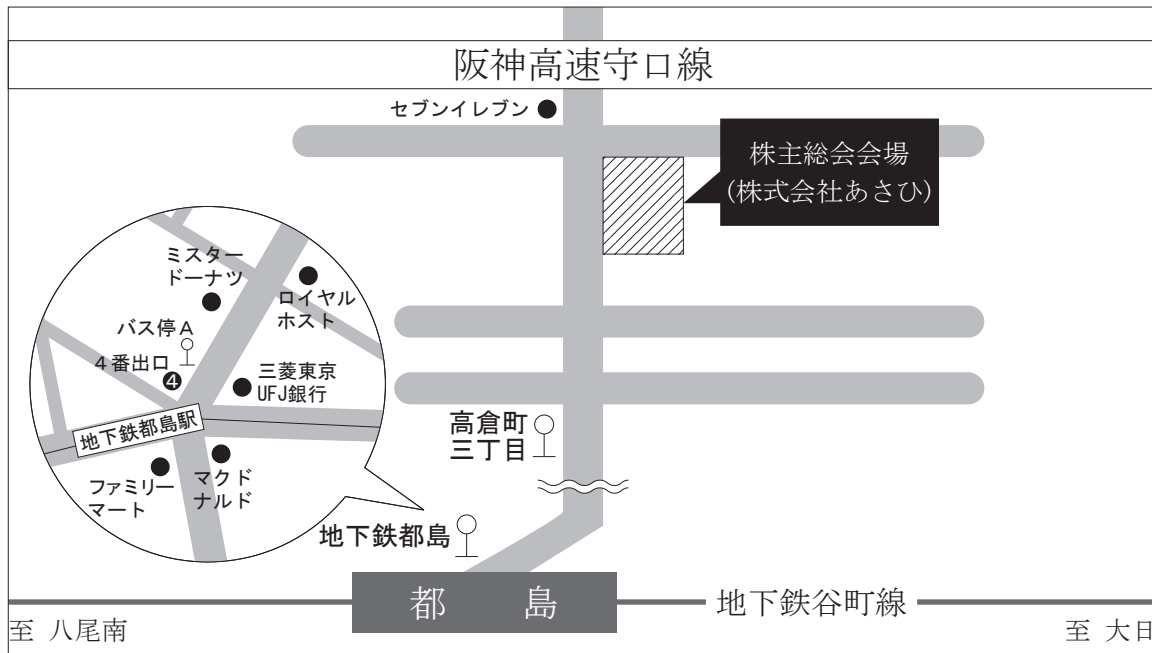 阪神高速守口線
セブンイレブン
株主総会会場
(株式会社あさひ)
ミスター
ドーナツ
ロイヤル
ホスト
バス停A
4番出口
4
三菱東京
UFJ銀行
地下鉄都島駅
ファミリー
マート
マクド
ナルド
高倉町
三丁目
地下鉄都島
都 島
地下鉄谷町線
至 八尾南
至 大日